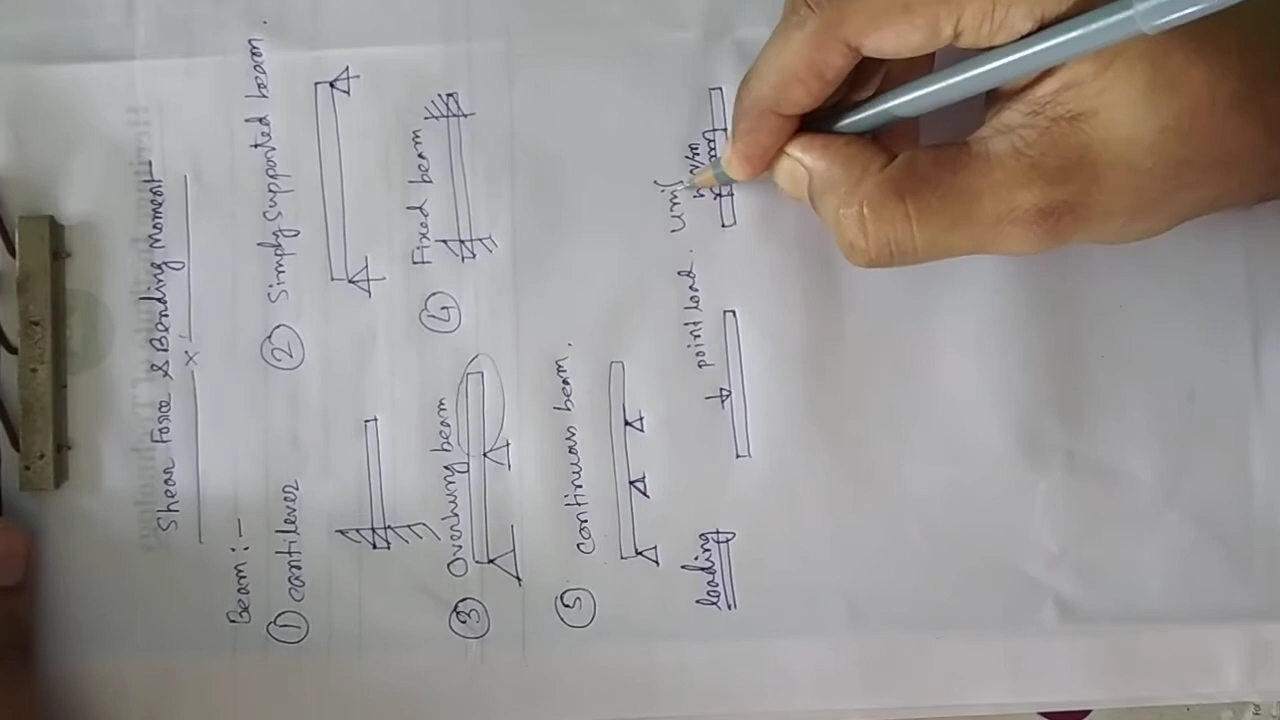 Shear Force & Bending Moment
x
Beam:-
① cantilever
② Simply supported beam.
③ Overhung beam
④ Fixed beam
⑤ continuous beam.
loading
point load.